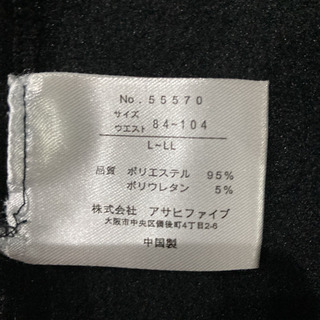 No. 55570
サイズ
ウエスト 84-104
L~LL
品質 ポリエステル 95%
ポリウレタン 5%
株式会社 アサヒファイブ
大阪市中央区備後町4丁目2-6
中国製